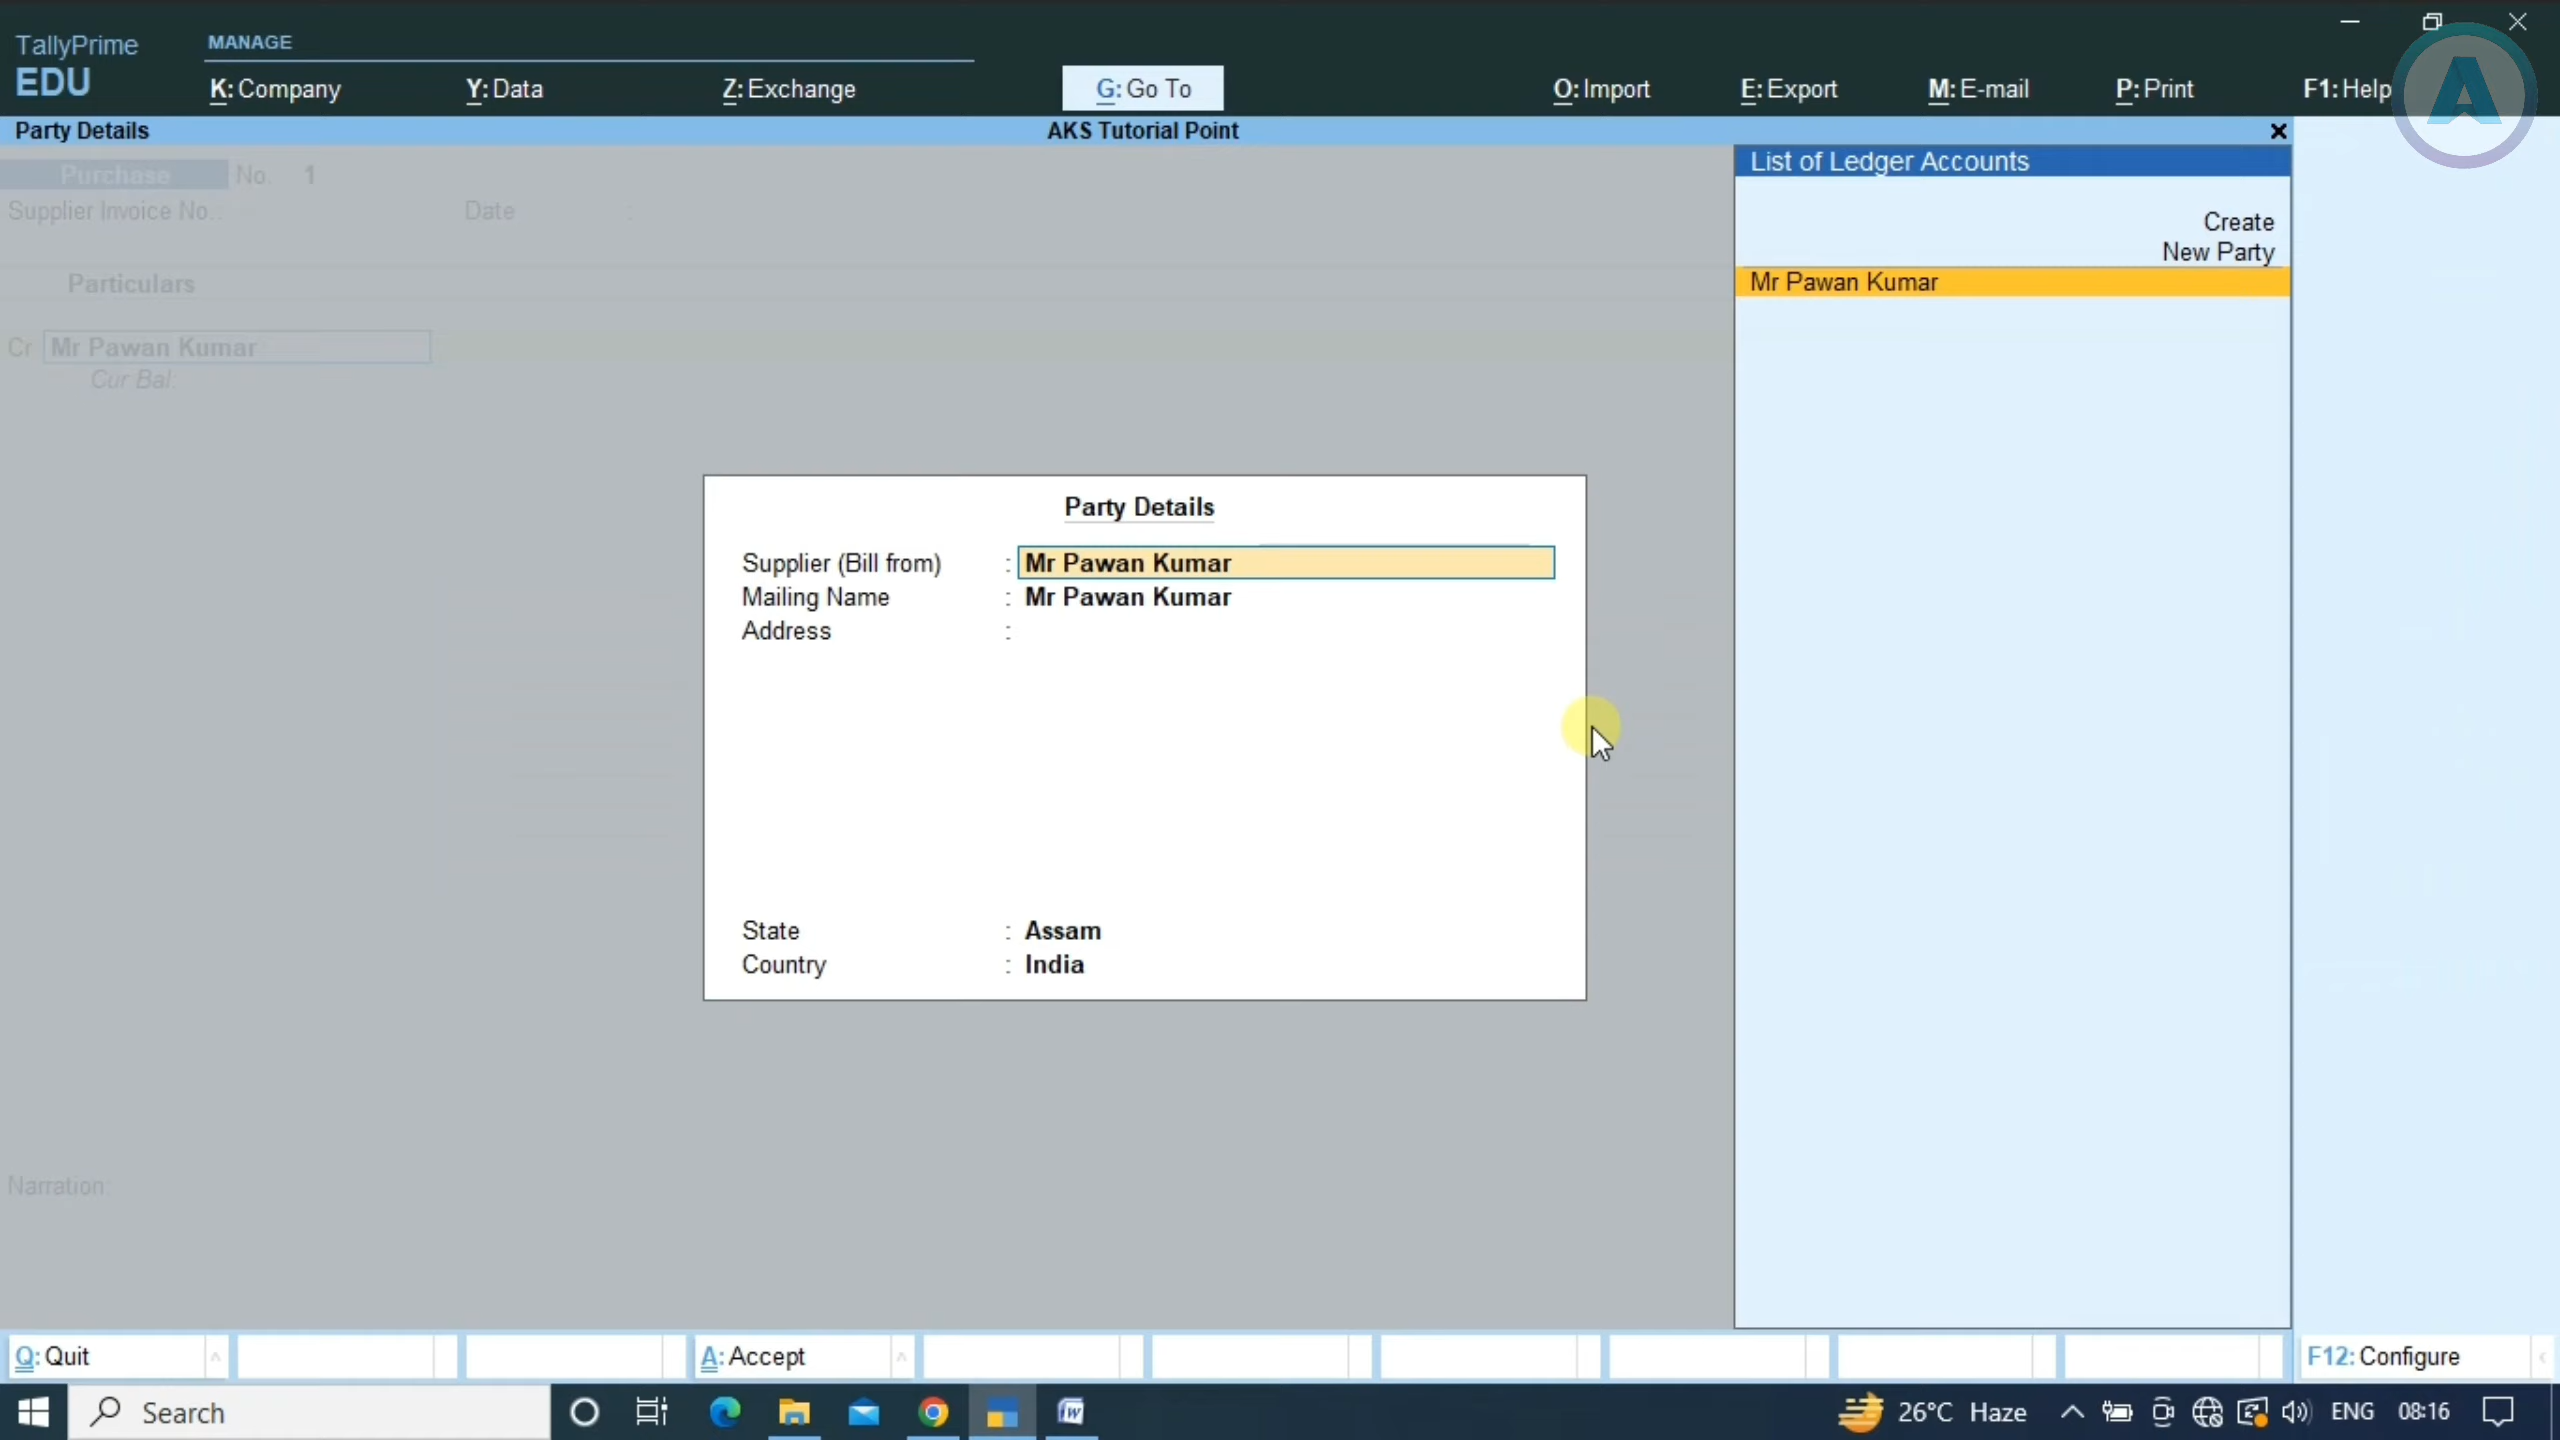 TallyPrime
EDU
MANAGE
K: Company
Y: Data
Z: Exchange
G: Go To
O: Import
E: Export
M: E-mail
P: Print
F1: Help
A
Party Details
AKS Tutorial Point
Purchase No. 1
Supplier Invoice No.:
Date :
Particulars
Cr Mr Pawan Kumar
Cur Bal:
Party Details
Supplier (Bill from) : Mr Pawan Kumar
Mailing Name : Mr Pawan Kumar
Address :
State : Assam
Country : India
List of Ledger Accounts
Create
New Party
Mr Pawan Kumar
Narration:
Q: Quit
A: Accept
F12: Configure
Search
26°C Haze
ENG
08:16